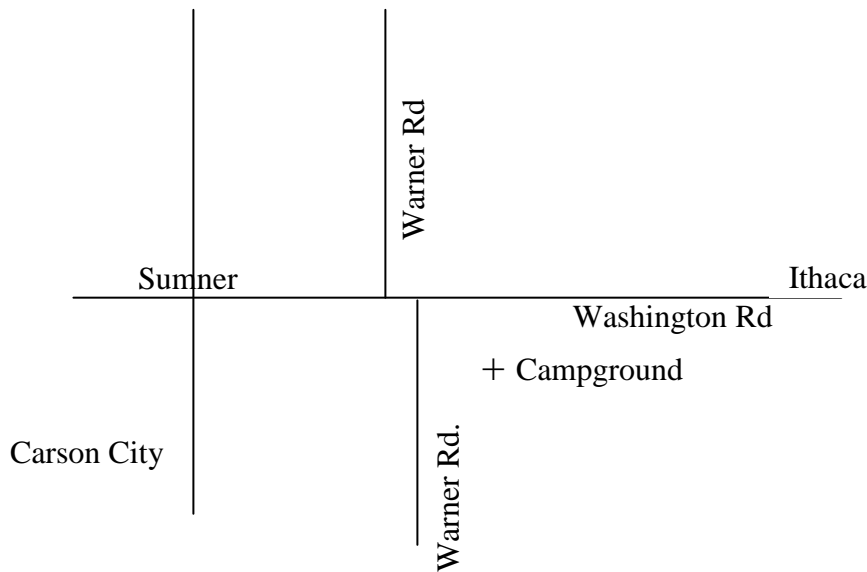 Warner Rd
Sumner
Ithaca
Washington Rd
+ Campground
Carson City
Warner Rd.